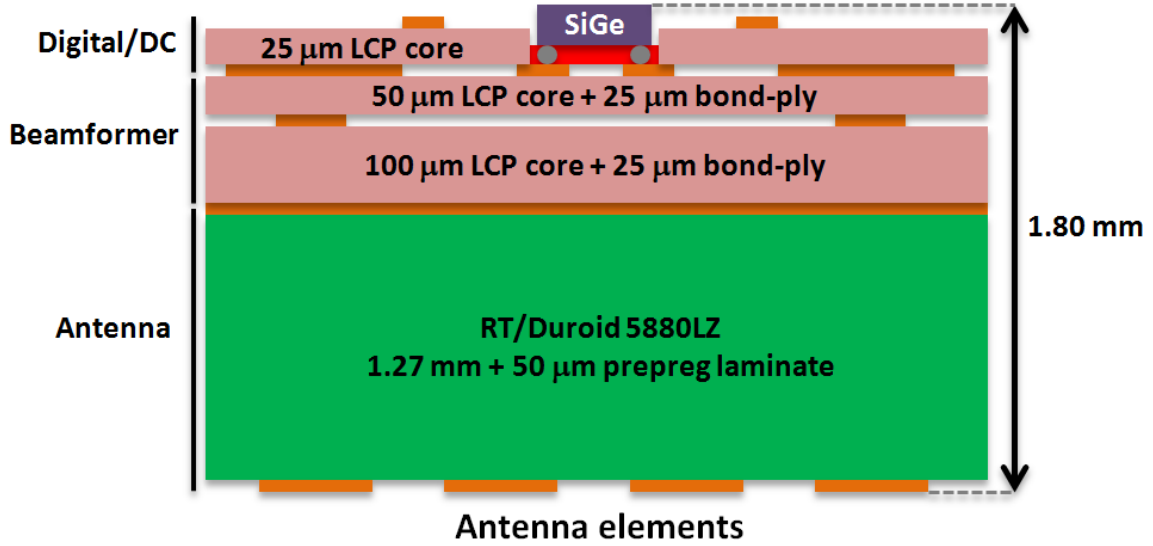 SiGe
Digital/DC
25 μm LCP core
50 μm LCP core + 25 μm bond-ply
Beamformer
100 μm LCP core + 25 μm bond-ply
1.80 mm
Antenna
RT/Duroid 5880LZ
1.27 mm + 50 μm prepreg laminate
Antenna elements